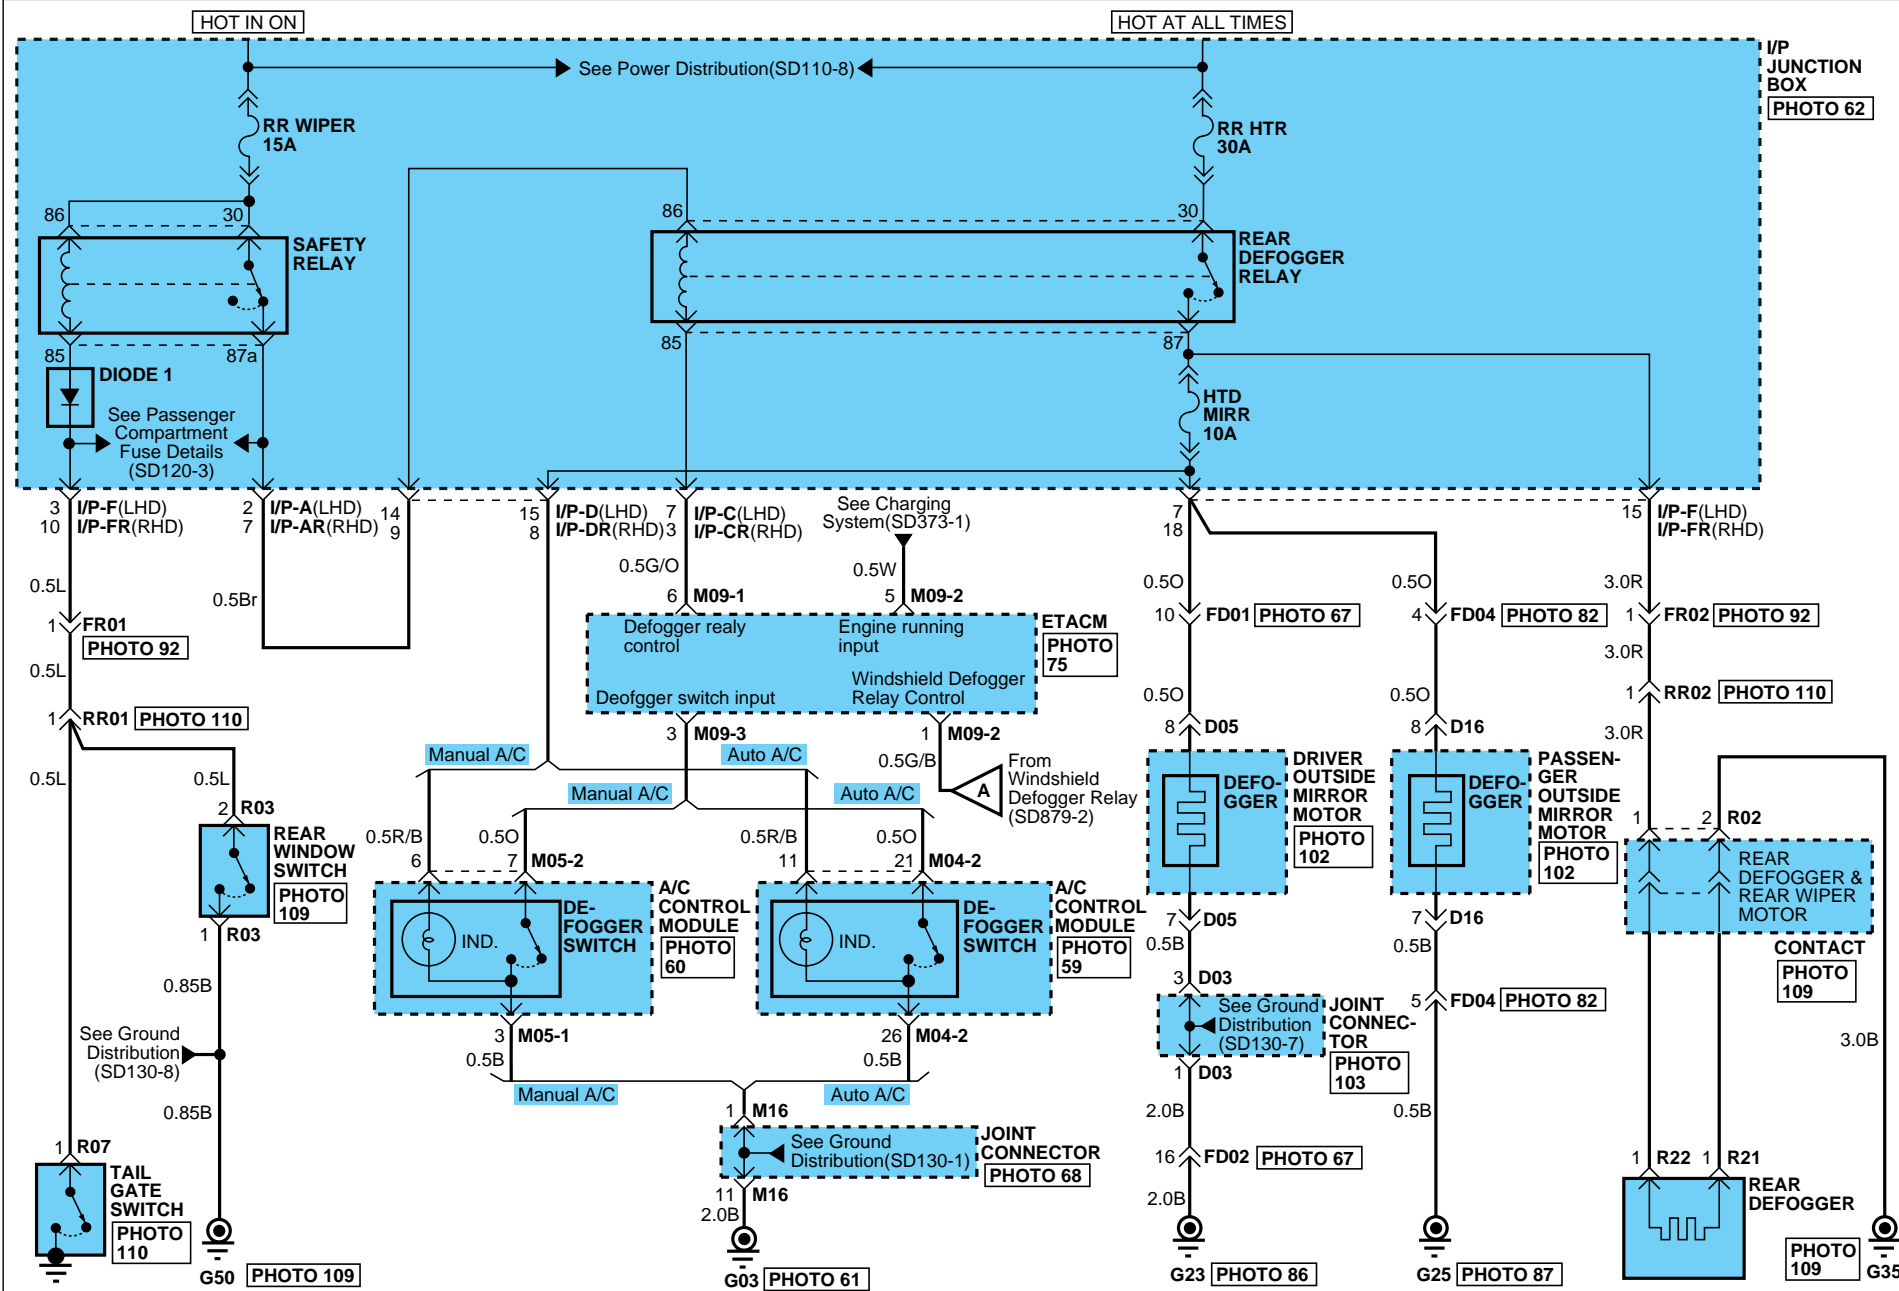 HOT IN ON
HOT AT ALL TIMES
See Power Distribution(SD110-8)
I/P
JUNCTION
BOX
PHOTO 62
RR WIPER
15A
RR HTR
30A
86
30
SAFETY
RELAY
86
30
REAR
DEFOGGER
RELAY
85
87a
85
87
DIODE 1
See Passenger
Compartment
Fuse Details
(SD120-3)
HTD
MIRR
10A
3
10
I/P-F(LHD)
I/P-FR(RHD)
2
7
I/P-A(LHD)
I/P-AR(RHD)
14
9
15
8
I/P-D(LHD)
I/P-DR(RHD)
7
3
I/P-C(LHD)
I/P-CR(RHD)
See Charging
System(SD373-1)
7
18
15
I/P-F(LHD)
I/P-FR(RHD)
0.5L
0.5Br
0.5G/O
0.5W
0.5O
0.5O
3.0R
1
FR01
PHOTO 92
6
M09-1
5
M09-2
10
FD01
PHOTO 67
4
FD04
PHOTO 82
1
FR02
PHOTO 92
Defogger realy
control
Engine running
input
Deofgger switch input
Windshield Defogger
Relay Control
ETACM
PHOTO
75
0.5L
0.5O
0.5O
3.0R
1
RR01
PHOTO 110
3
M09-3
1
M09-2
8
D05
8
D16
1
RR02
PHOTO 110
3.0R
0.5L
0.5L
Manual A/C
Auto A/C
Manual A/C
Auto A/C
0.5G/B
A
From
Windshield
Defogger Relay
(SD879-2)
DEFO-
GGER
DRIVER
OUTSIDE
MIRROR
MOTOR
PHOTO
102
DEFO-
GGER
PASSEN-
GER
OUTSIDE
MIRROR
MOTOR
PHOTO
102
2
R03
REAR
WINDOW
SWITCH
PHOTO
109
1
R03
0.5R/B
0.5O
0.5R/B
0.5O
6
7
M05-2
11
21
M04-2
1
2
R02
REAR
DEFOGGER &
REAR WIPER
MOTOR
CONTACT
PHOTO
109
IND.
DE-
FOGGER
SWITCH
A/C
CONTROL
MODULE
PHOTO
60
IND.
DE-
FOGGER
SWITCH
A/C
CONTROL
MODULE
PHOTO
59
7
D05
7
D16
0.5B
0.5B
0.85B
3
D03
5
FD04
PHOTO 82
See Ground
Distribution
(SD130-8)
3
M05-1
26
M04-2
0.5B
0.5B
See Ground
Distribution
(SD130-7)
JOINT
CONNEC-
TOR
PHOTO
103
3.0B
Manual A/C
Auto A/C
1
D03
0.85B
1
M16
2.0B
0.5B
1
R07
TAIL
GATE
SWITCH
PHOTO
110
See Ground
Distribution(SD130-1)
JOINT
CONNECTOR
PHOTO 68
16
FD02
PHOTO 67
1
R22
1
R21
REAR
DEFOGGER
11
M16
2.0B
2.0B
G50
PHOTO 109
G03
PHOTO 61
G23
PHOTO 86
G25
PHOTO 87
PHOTO
109
G35